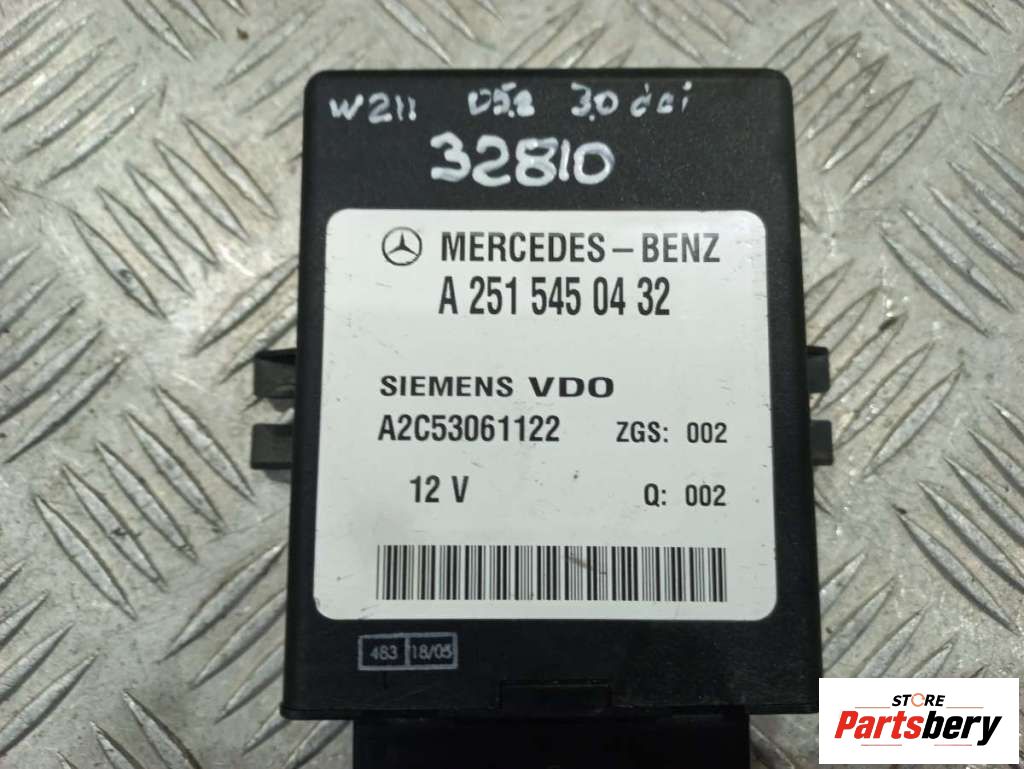 W211 05r 3.0 cdi
32810
MERCEDES-BENZ
A 251 545 04 32
SIEMENS VDO
A2C53061122 ZGS: 002
12 V Q: 002
483 18/05
STORE
Partsbery